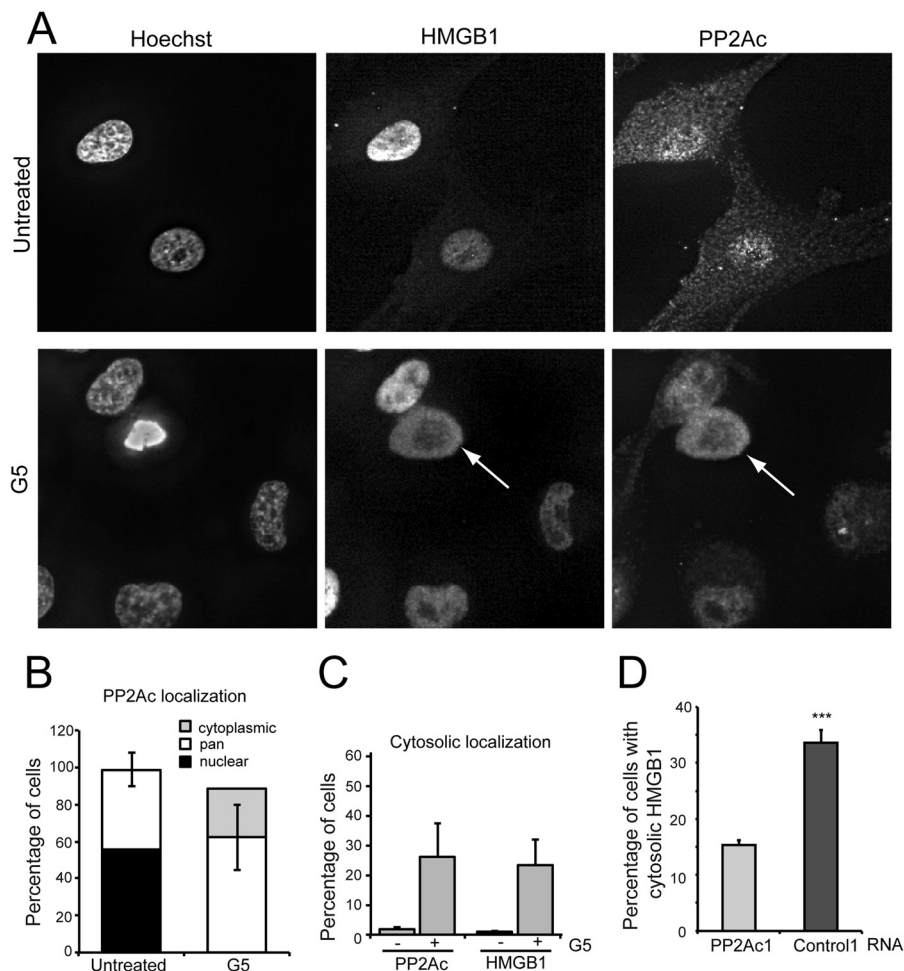 A
Hoechst
HMGB1
PP2Ac
Untreated
G5
B
PP2Ac localization
cytoplasmic
pan
nuclear
Percentage of cells
120
100
80
60
40
20
0
Untreated
G5
C
Cytosolic localization
Percentage of cells
60
50
40
30
20
10
0
- + - + G5
PP2Ac HMGB1
D
Percentage of cells with
cytosolic HMGB1
40
30
20
15
10
0
***
PP2Ac1 Control1 RNA